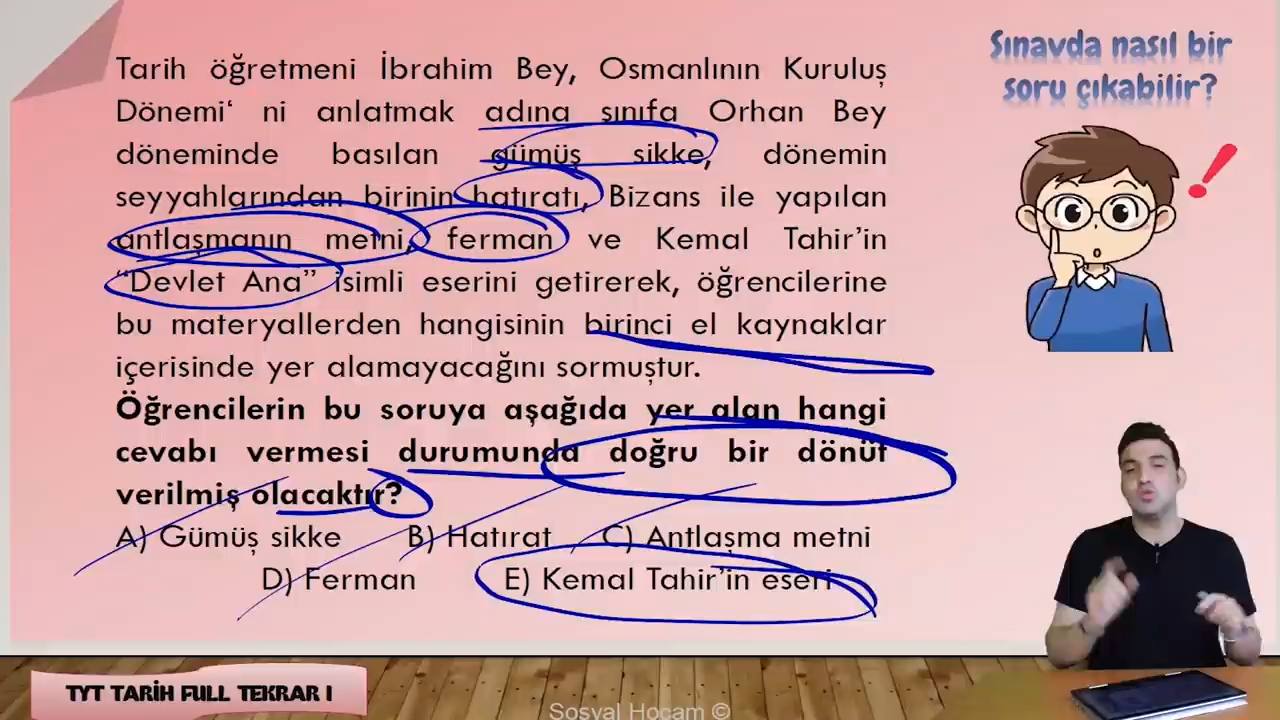 Sınavda nasıl bir
soru çıkabilir?
Tarih öğretmeni İbrahim Bey, Osmanlının Kuruluş
Dönemi‘ ni anlatmak adına sınıfa Orhan Bey
döneminde basılan gümüş sikke, dönemin
seyyahlarından birinin hatıratı, Bizans ile yapılan
antlaşmanın metni, ferman ve Kemal Tahir’in
“Devlet Ana” isimli eserini getirerek, öğrencilerine
bu materyallerden hangisinin birinci el kaynaklar
içerisinde yer alamayacağını sormuştur.
Öğrencilerin bu soruya aşağıda yer alan hangi
cevabı vermesi durumunda doğru bir dönüt
verilmiş olacaktır?
A) Gümüş sikke B) Hatırat C) Antlaşma metni
D) Ferman E) Kemal Tahir’in eseri
TYT TARİH FULL TEKRAR I
Sosyal Hocam ©